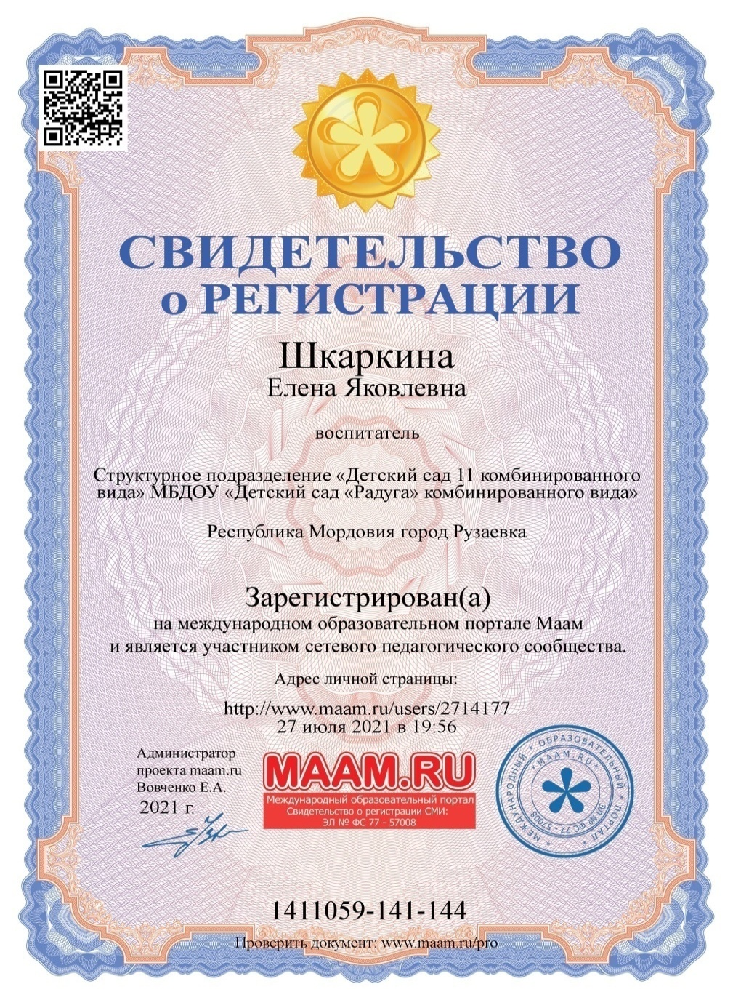 СВИДЕТЕЛЬСТВО
о РЕГИСТРАЦИИ
Шкаркина
Елена Яковлевна
воспитатель
Структурное подразделение «Детский сад 11 комбинированного
вида» МБДОУ «Детский сад «Радуга» комбинированного вида»
Республика Мордовия город Рузаевка
Зарегистрирован(а)
на международном образовательном портале Маам
и является участником сетевого педагогического сообщества.
Адрес личной страницы:
http://www.maam.ru/users/2714177
27 июля 2021 в 19:56
Администратор
проекта maam.ru
Вовченко Е.А.
2021 г.
MAAM.RU
Международный образовательный портал
Свидетельство о регистрации СМИ:
ЭЛ № ФС 77 - 57008
* МЕЖДУНАРОДНЫЙ * ОБРАЗОВАТЕЛЬНЫЙ * ПОРТАЛ *
* MAAM.RU * ЭЛ № ФС 77 - 57008
1411059-141-144
Проверить документ: www.maam.ru/pro